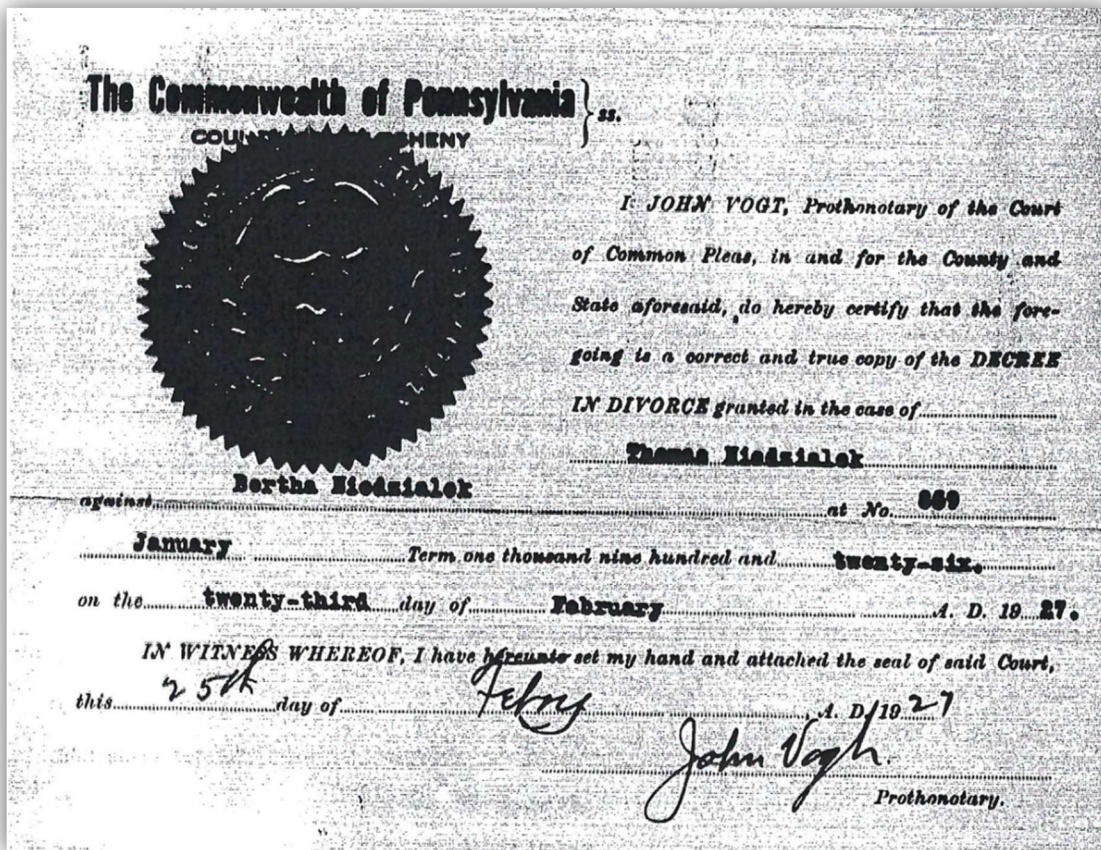 The Commonwealth of Pennsylvania } ss.
COU HENY
I, JOHN VOGT, Prothonotary of the Court
of Common Pleas, in and for the County and
State aforesaid, do hereby certify that the fore-
going is a correct and true copy of the DECREE
IN DIVORCE granted in the case of
Thomas Niedzialek
against Bertha Niedzialek at No.
January Term one thousand nine hundred and twenty-six.
on the twenty-third day of February A. D. 19 27.
IN WITNESS WHEREOF, I have hereunto set my hand and attached the seal of said Court,
this 25th day of Febry A. D. 19 27
John Vogt
Prothonotary.